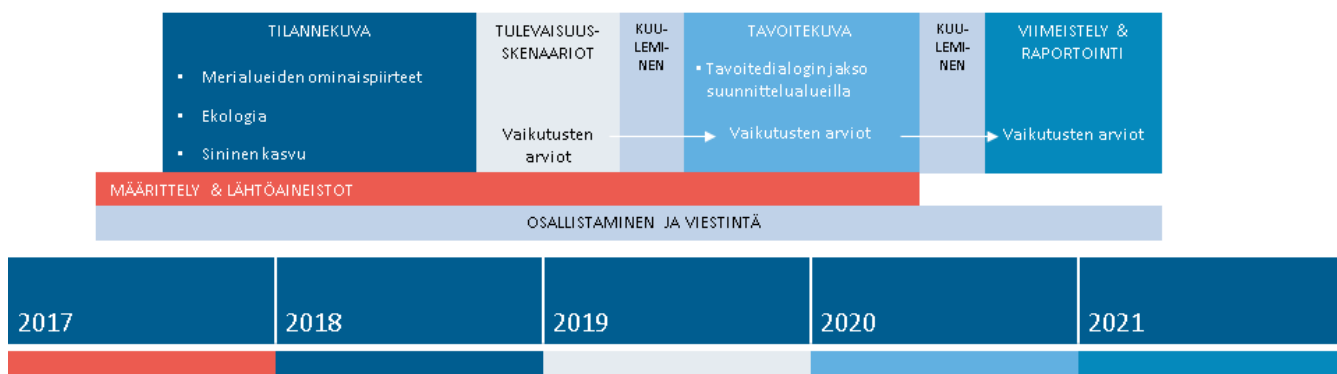 TILANNEKUVA
▪ Merialueiden ominaispiirteet
▪ Ekologia
▪ Sininen kasvu
TULEVAISUUS-
SKENAARIOT
Vaikutusten
arviot
KUU-
LEMI-
NEN
TAVOITEKUVA
▪ Tavoitedialogin jakso
suunnittelualueilla
Vaikutusten arviot
KUU-
LEMI-
NEN
VIIMEISTELY &
RAPORTOINTI
Vaikutusten arviot
MÄÄRITTELY & LÄHTÖAINEISTOT
OSALLISTAMINEN JA VIESTINTÄ
2017
2018
2019
2020
2021